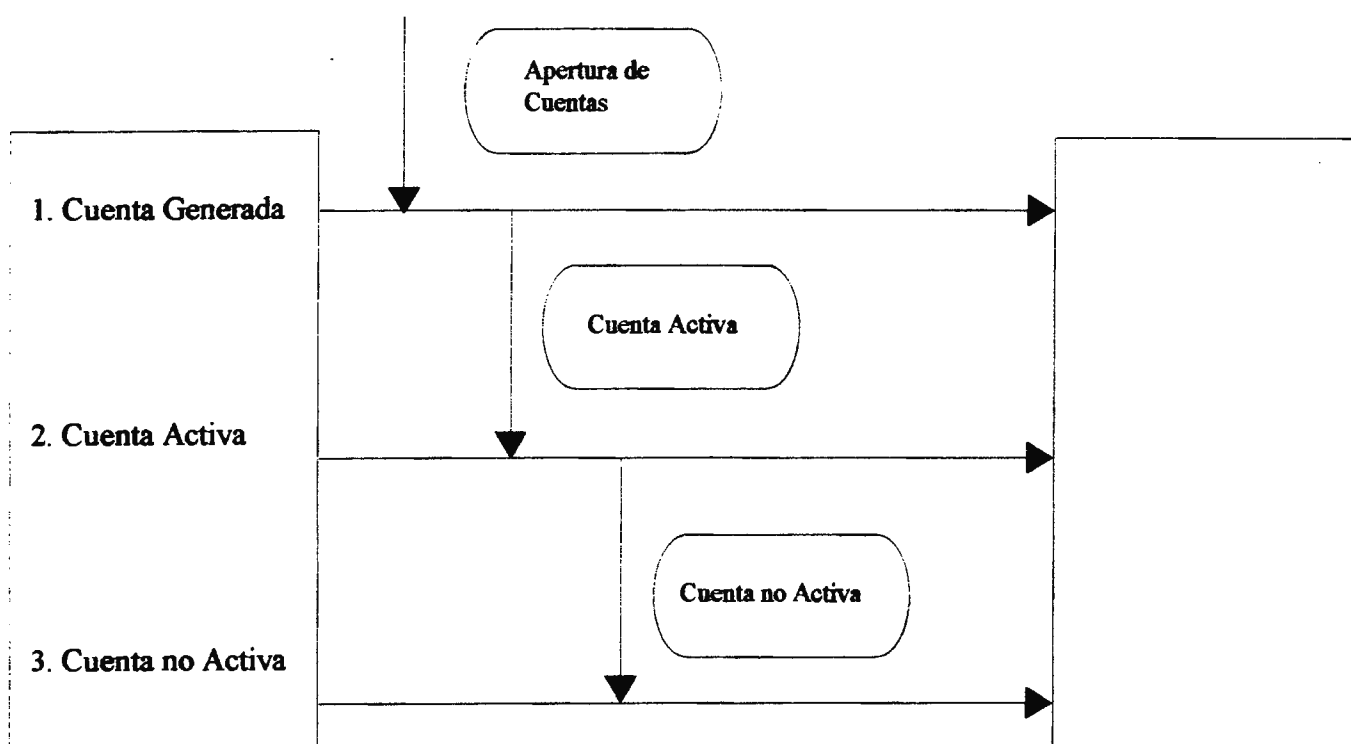 Apertura de
Cuentas
1. Cuenta Generada
Cuenta Activa
2. Cuenta Activa
Cuenta no Activa
3. Cuenta no Activa